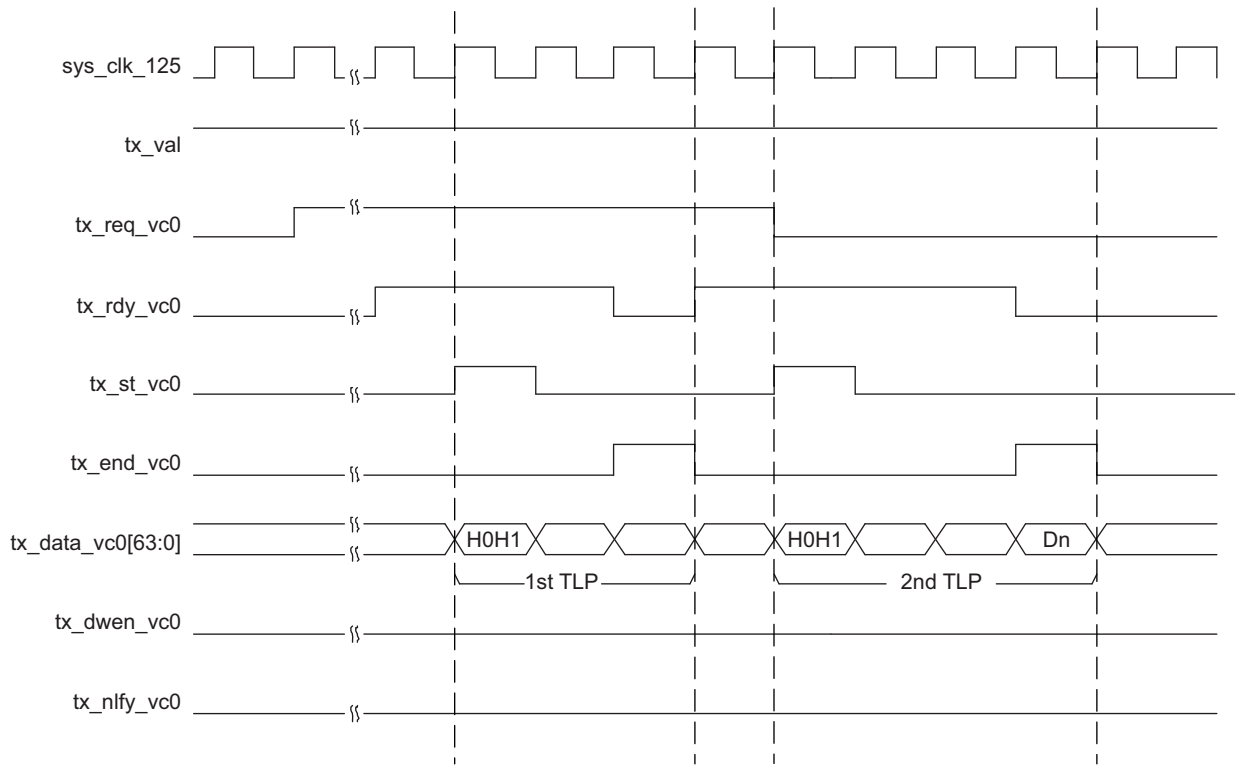 sys_clk_125
tx_val
tx_req_vc0
tx_rdy_vc0
tx_st_vc0
tx_end_vc0
tx_data_vc0[63:0] H0H1 H0H1 Dn
1st TLP 2nd TLP
tx_dwen_vc0
tx_nlfy_vc0